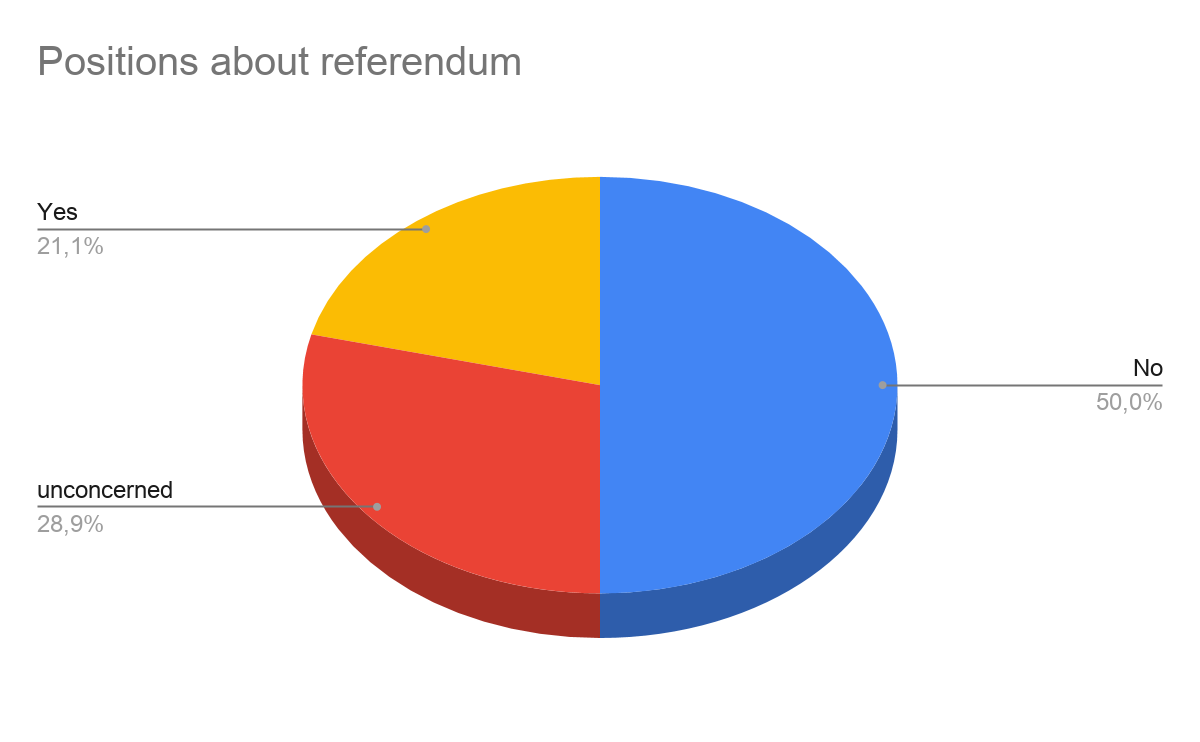 Positions about referendum
Yes
21,1%
No
50,0%
unconcerned
28,9%